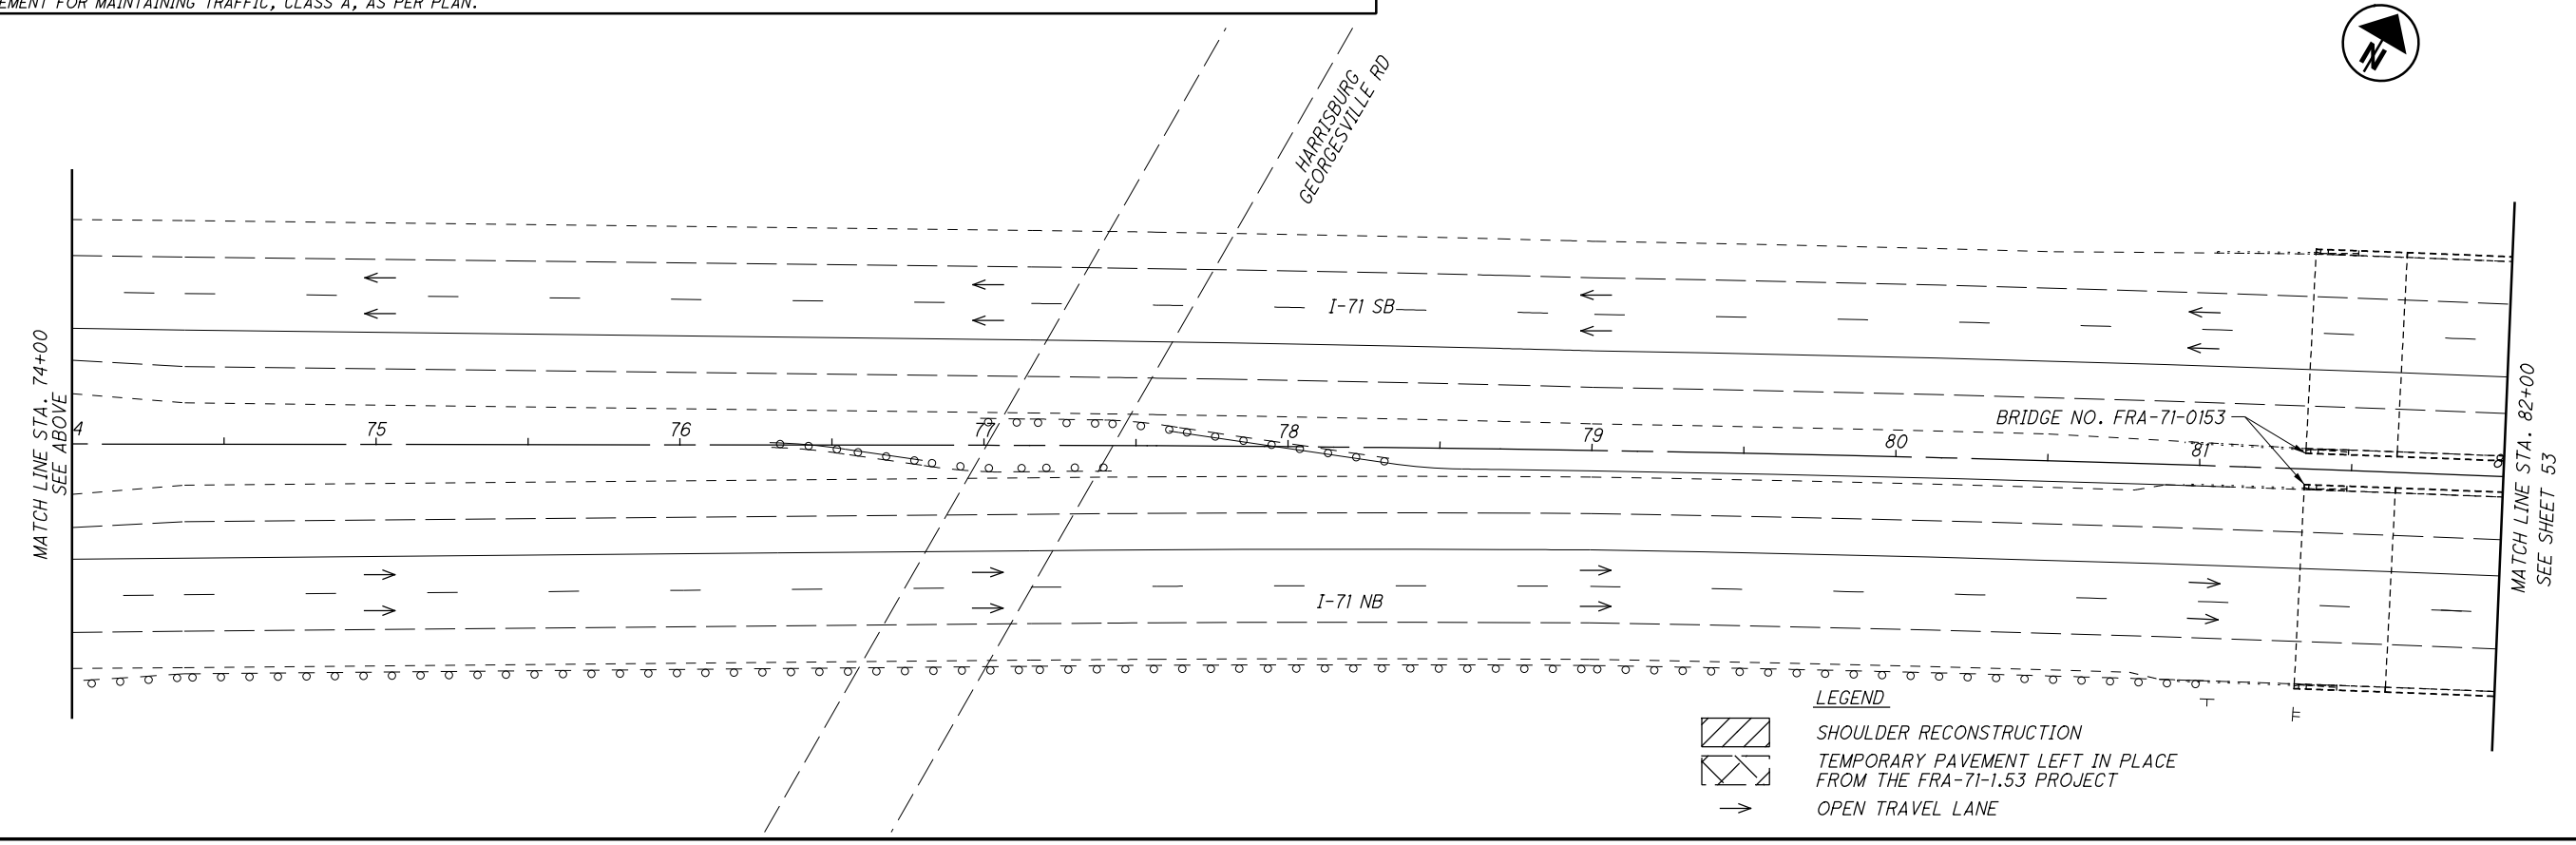 EMENT FOR MAINTAINING TRAFFIC, CLASS A, AS PER PLAN.
N
HARRISBURG
GEORGESVILLE RD
I-71 SB
MATCH LINE STA. 74+00
SEE ABOVE
4
75
76
77
78
79
80
81
8
BRIDGE NO. FRA-71-0153
MATCH LINE STA. 82+00
SEE SHEET 53
I-71 NB
LEGEND
SHOULDER RECONSTRUCTION
TEMPORARY PAVEMENT LEFT IN PLACE
FROM THE FRA-71-1.53 PROJECT
OPEN TRAVEL LANE